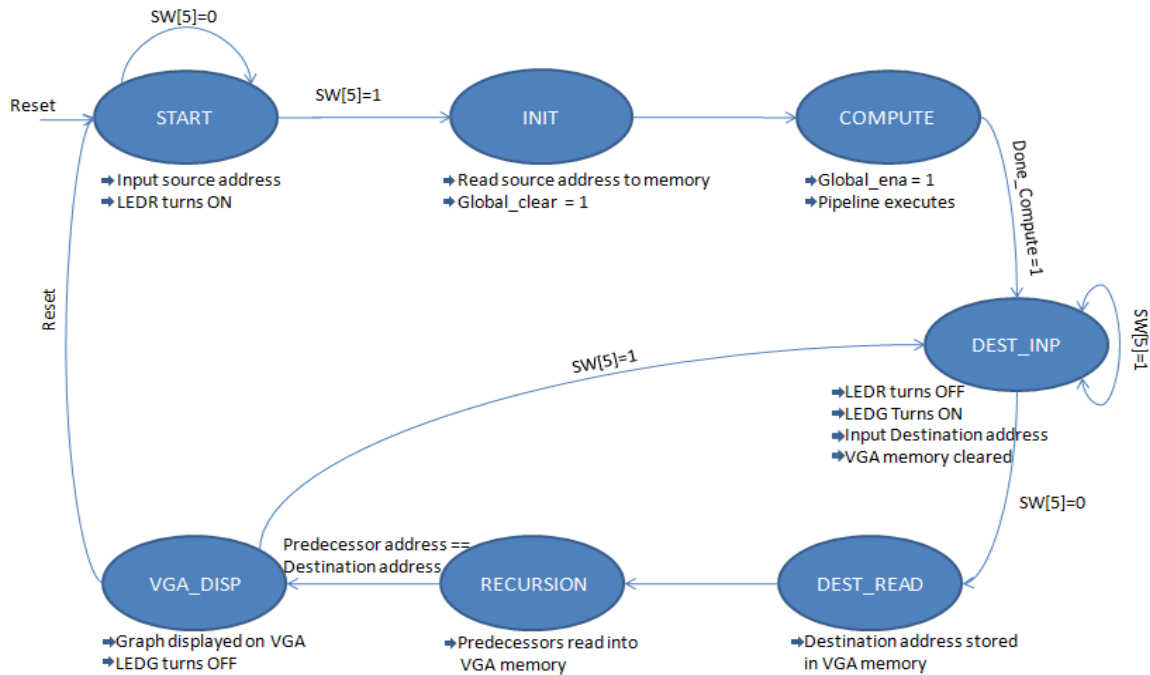 SW[5]=0
Reset
START
SW[5]=1
INIT
COMPUTE
Input source address
LEDR turns ON
Read source address to memory
Global_clear = 1
Global_ena = 1
Pipeline executes
Done_Compute =1
Reset
SW[5]=1
DEST_INP
SW[5]=1
LEDR turns OFF
LEDG Turns ON
Input Destination address
VGA memory cleared
SW[5]=0
Predecessor address ==
Destination address
VGA_DISP
RECURSION
DEST_READ
Graph displayed on VGA
LEDG turns OFF
Predecessors read into
VGA memory
Destination address stored
in VGA memory